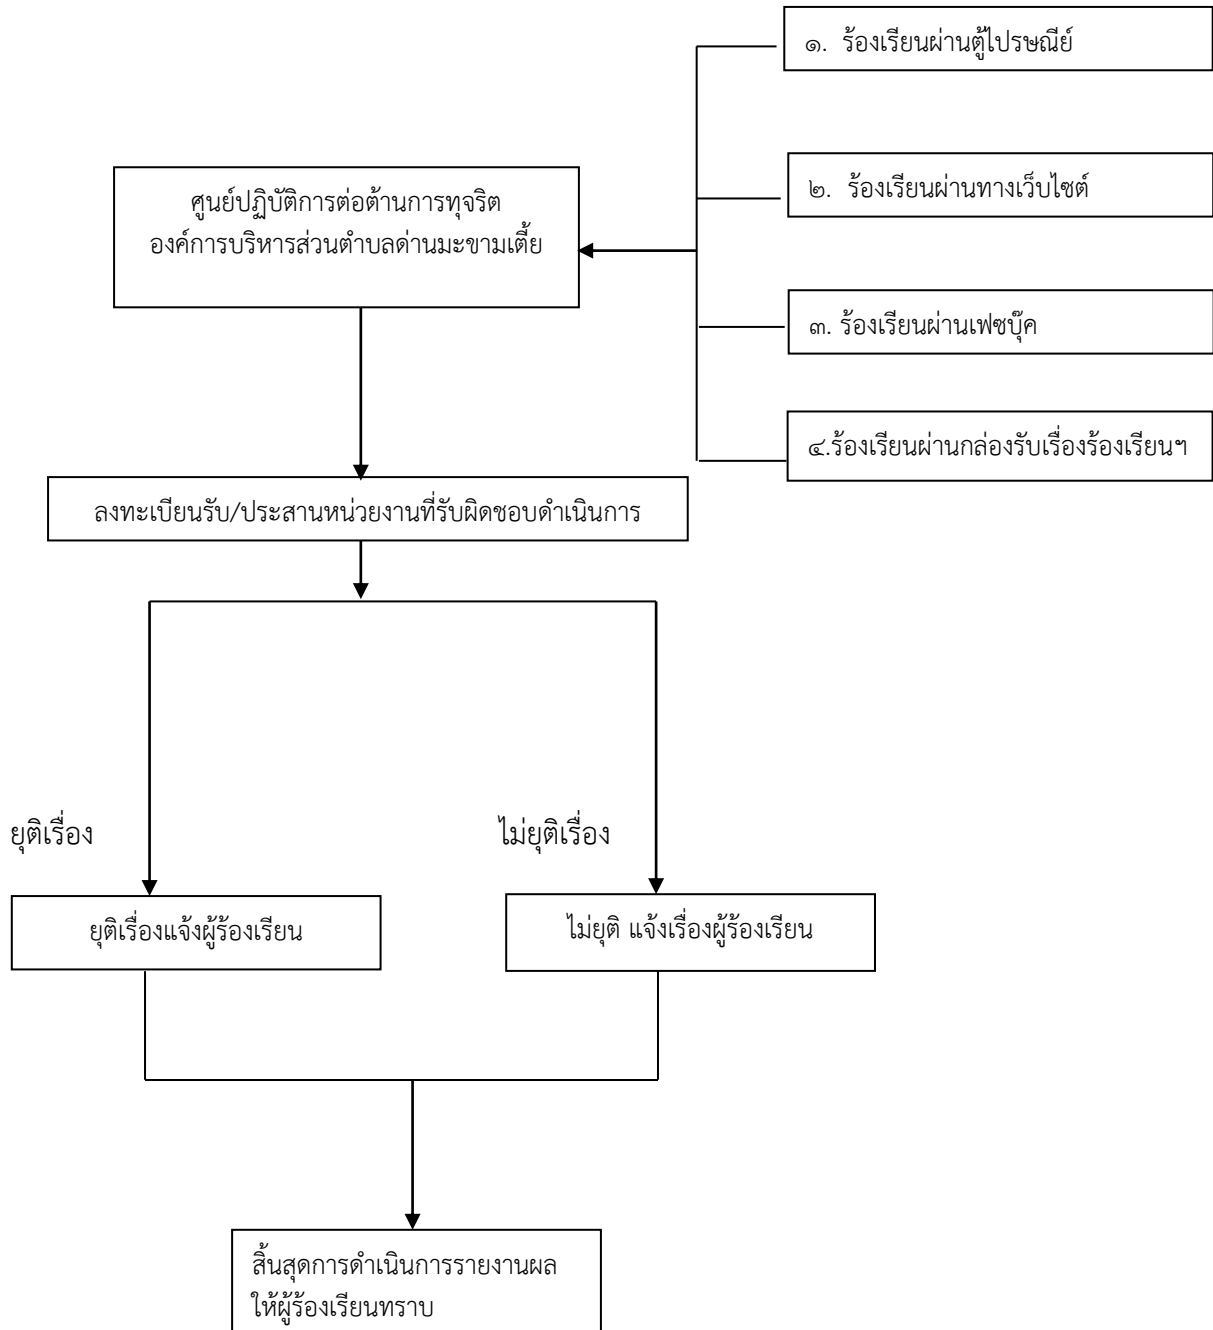 ๑. ร้องเรียนผ่านตู้ไปรษณีย์
๒. ร้องเรียนผ่านทางเว็บไซต์
ศูนย์ปฏิบัติการต่อต้านการทุจริต
องค์การบริหารส่วนตำบลด่านมะขามเตี้ย
๓. ร้องเรียนผ่านเฟซบุ๊ค
๔.ร้องเรียนผ่านกล่องรับเรื่องร้องเรียนฯ
ลงทะเบียนรับ/ประสานหน่วยงานที่รับผิดชอบดำเนินการ
ยุติเรื่อง
ไม่ยุติเรื่อง
ยุติเรื่องแจ้งผู้ร้องเรียน
ไม่ยุติ แจ้งเรื่องผู้ร้องเรียน
สิ้นสุดการดำเนินการรายงานผล
ให้ผู้ร้องเรียนทราบ